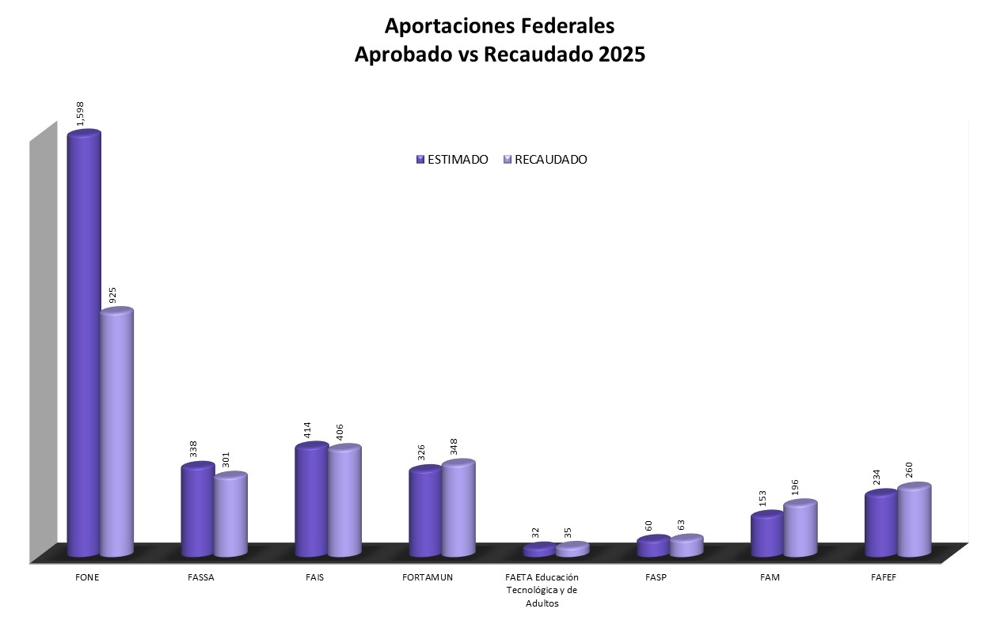 Aportaciones Federales
Aprobado vs Recaudado 2025
1,598
ESTIMADO RECAUDADO
925
338
301
414
406
326
348
32
35
60
63
153
196
234
260
FONE
FASSA
FAIS
FORTAMUN
FAETA Educación
Tecnológica y de
Adultos
FASP
FAM
FAFEF